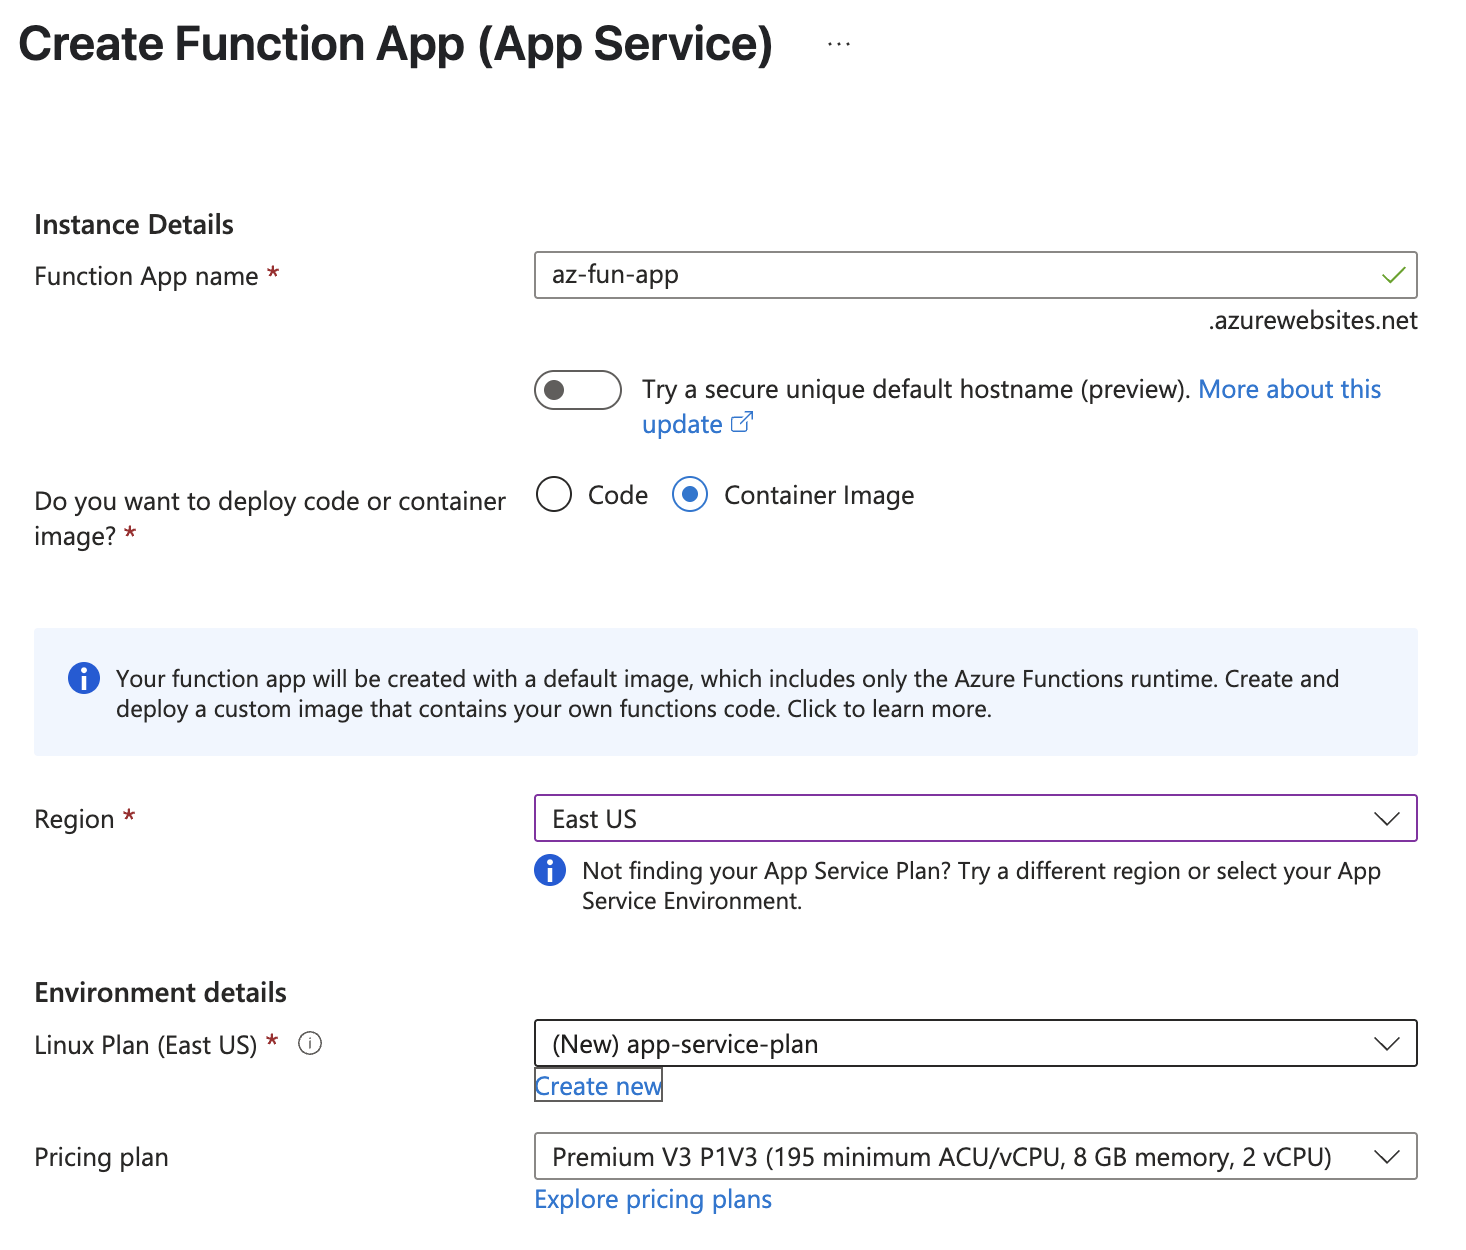 Create Function App (App Service) ...
Instance Details
Function App name *
az-fun-app
.azurewebsites.net
Try a secure unique default hostname (preview). More about this
update
Do you want to deploy code or container
image? *
Code
Container Image
Your function app will be created with a default image, which includes only the Azure Functions runtime. Create and
deploy a custom image that contains your own functions code. Click to learn more.
Region *
East US
Not finding your App Service Plan? Try a different region or select your App
Service Environment.
Environment details
Linux Plan (East US) *
(New) app-service-plan
Create new
Pricing plan
Premium V3 P1V3 (195 minimum ACU/vCPU, 8 GB memory, 2 vCPU)
Explore pricing plans